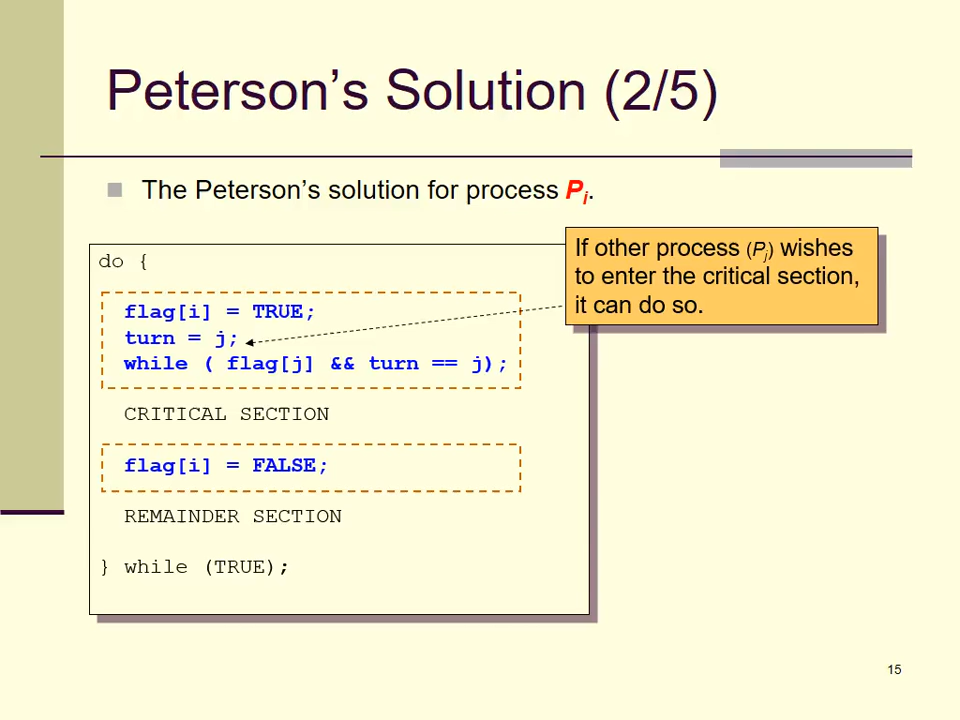 Peterson’s Solution (2/5)
The Peterson’s solution for process Pi.
If other process (Pj) wishes
to enter the critical section,
it can do so.
do {
flag[i] = TRUE;
turn = j;
while ( flag[j] && turn == j);
CRITICAL SECTION
flag[i] = FALSE;
REMAINDER SECTION
} while (TRUE);
15